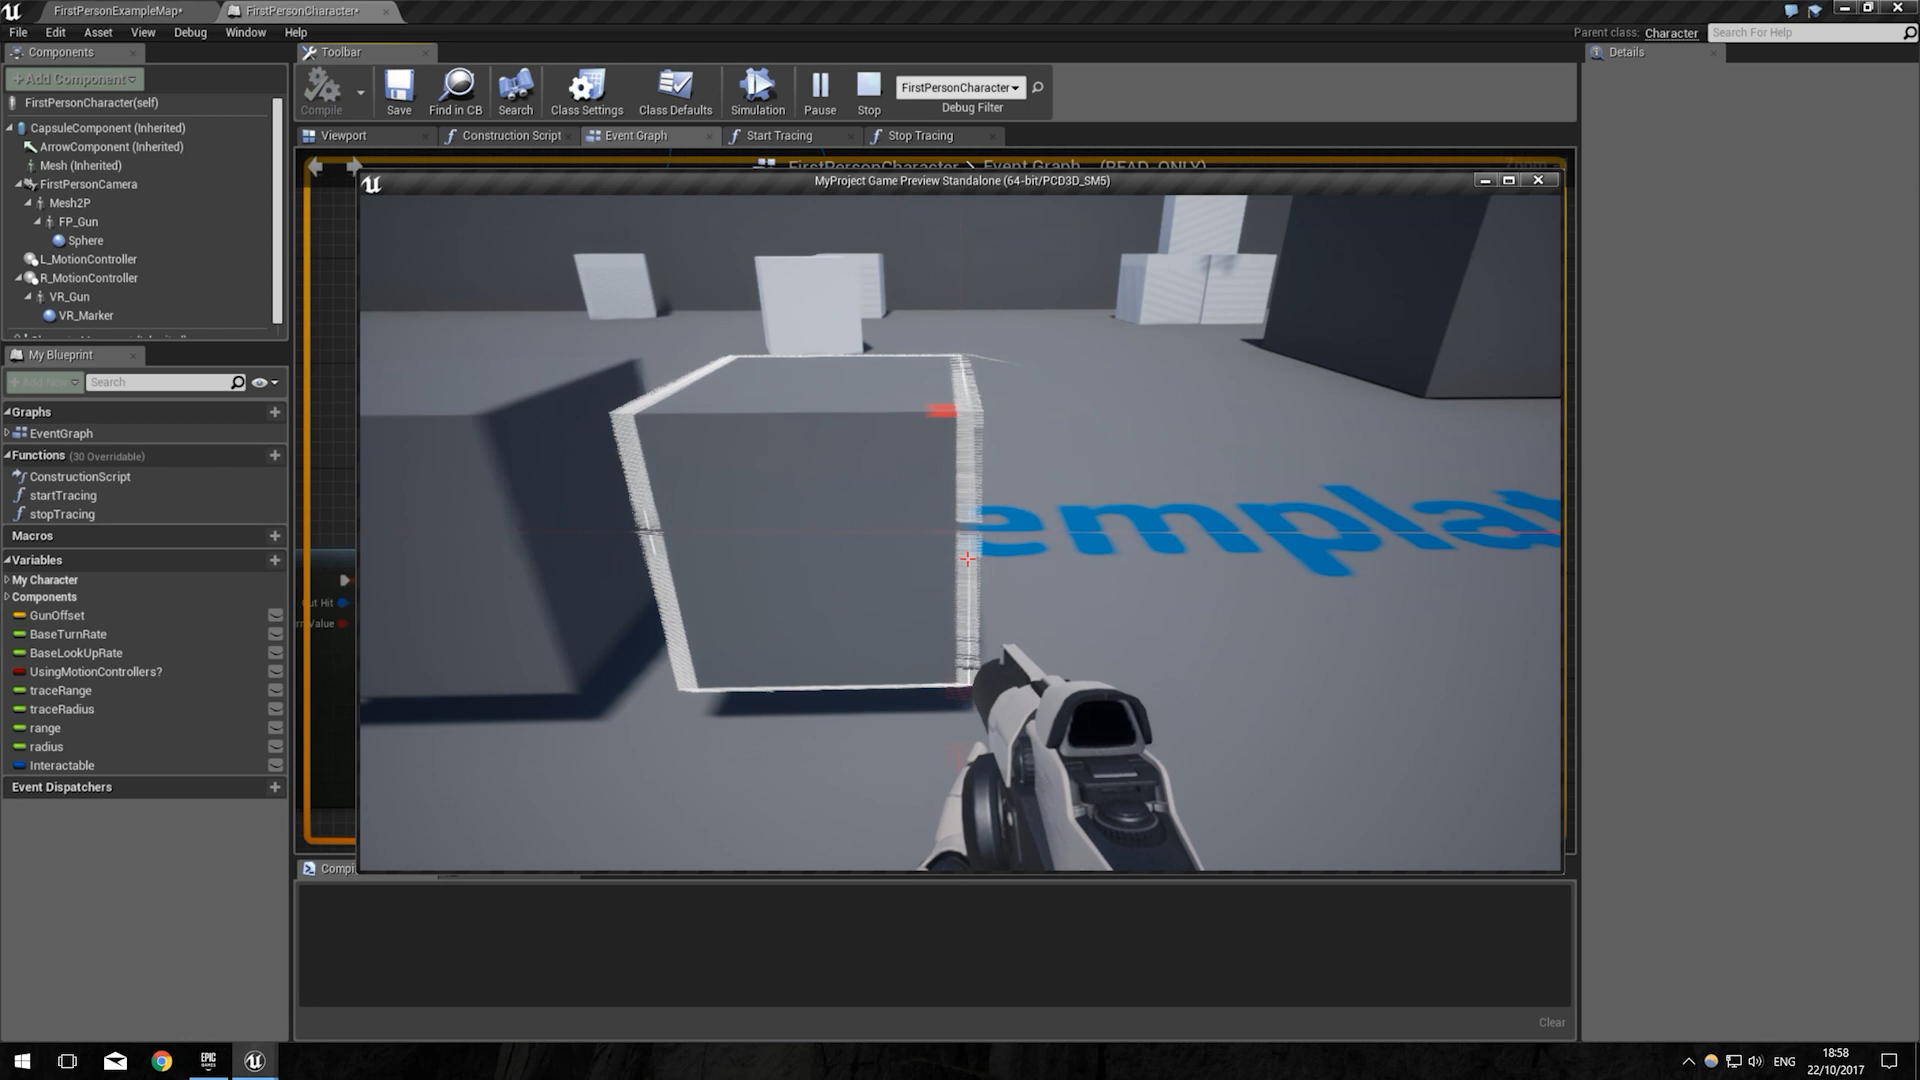 FirstPersonExampleMap*
FirstPersonCharacter*
File Edit Asset View Debug Window Help
Parent class: Character
Search For Help
Components
Toolbar
Details
+Add Component
Compile
Save
Find in CB
Search
Class Settings
Class Defaults
Simulation
Pause
Stop
FirstPersonCharacter
Debug Filter
FirstPersonCharacter(self)
CapsuleComponent (Inherited)
ArrowComponent (Inherited)
Mesh (Inherited)
FirstPersonCamera
Mesh2P
FP_Gun
Sphere
L_MotionController
R_MotionController
VR_Gun
VR_Marker
Viewport
Construction Script
Event Graph
Start Tracing
Stop Tracing
FirstPersonCharacter > Event Graph (READ-ONLY)
MyProject Game Preview Standalone (64-bit/PCD3D_SM5)
emplat
My Blueprint
+Add New
Search
Graphs
EventGraph
Functions (30 Overridable)
ConstructionScript
startTracing
stopTracing
Macros
Variables
My Character
Components
GunOffset
BaseTurnRate
BaseLookUpRate
UsingMotionControllers?
traceRange
traceRadius
range
radius
Interactable
Event Dispatchers
ut Hit
rn Value
Compi
Clear
EPIC
GAMES
ENG
18:58
22/10/2017